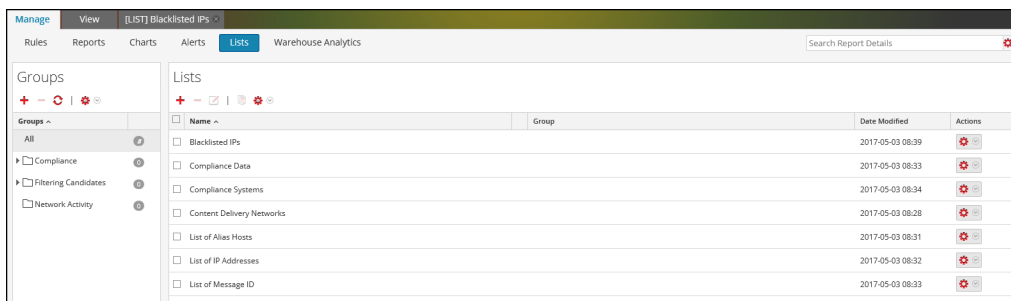 Manage View [LIST] Blacklisted IPs
Rules Reports Charts Alerts Lists Warehouse Analytics Search Report Details
Groups
Groups
All
Compliance 0
Filtering Candidates 0
Network Activity 0
Lists
Name Group Date Modified Actions
Blacklisted IPs 2017-05-03 08:39
Compliance Data 2017-05-03 08:33
Compliance Systems 2017-05-03 08:34
Content Delivery Networks 2017-05-03 08:28
List of Alias Hosts 2017-05-03 08:31
List of IP Addresses 2017-05-03 08:32
List of Message ID 2017-05-03 08:33